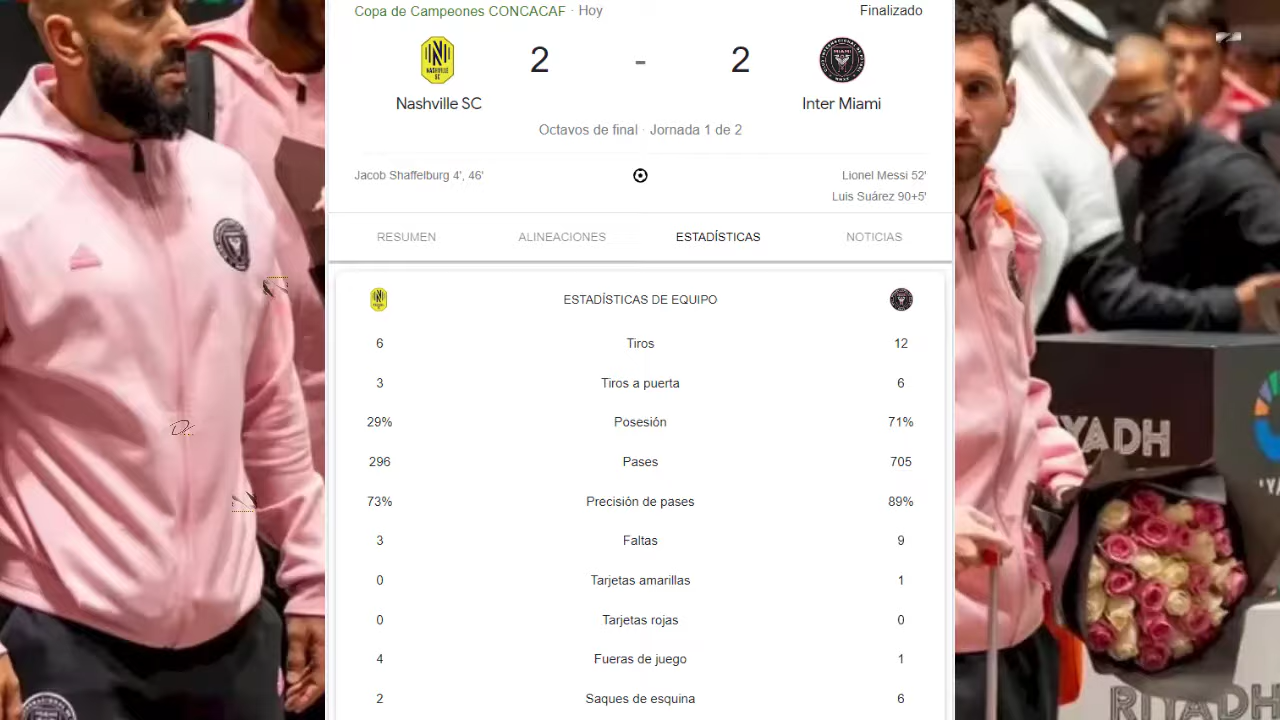 Copa de Campeones CONCACAF · Hoy Finalizado
2 - 2
NASHVILLE SC
Nashville SC Inter Miami
Octavos de final · Jornada 1 de 2
Jacob Shaffelburg 4', 46' Lionel Messi 52'
Luis Suárez 90+5'
RESUMEN ALINEACIONES ESTADÍSTICAS NOTICIAS
ESTADÍSTICAS DE EQUIPO
6 Tiros 12
3 Tiros a puerta 6
29% Posesión 71%
296 Pases 705
73% Precisión de pases 89%
3 Faltas 9
0 Tarjetas amarillas 1
0 Tarjetas rojas 0
4 Fueras de juego 1
2 Saques de esquina 6
YADH
RIYADH